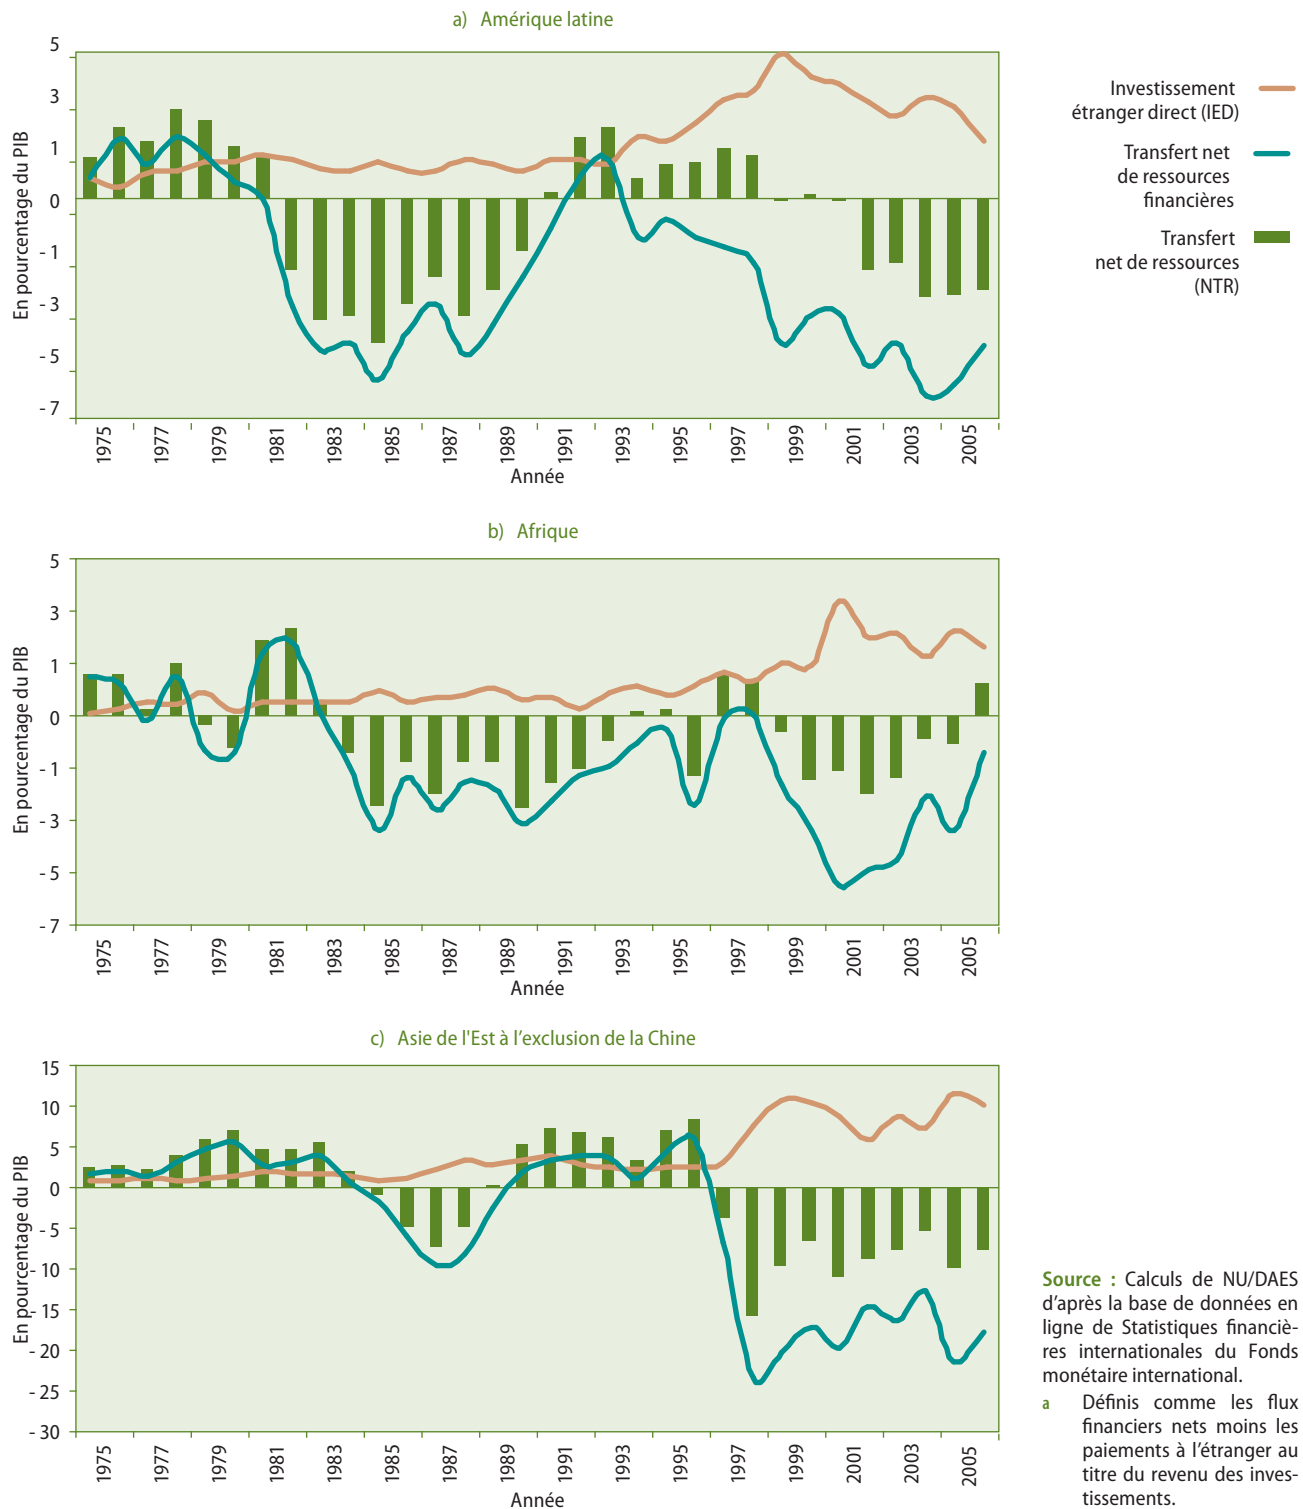 a) Amérique latine
5
3
1
0
- 1
- 3
- 5
- 7
En pourcentage du PIB
1975
1977
1979
1981
1983
1985
1987
1989
1991
1993
1995
1997
1999
2001
2003
2005
Année
Investissement
étranger direct (IED)
Transfert net
de ressources
financières
Transfert
net de ressources
(NTR)
b) Afrique
5
3
1
0
- 1
- 3
- 5
- 7
En pourcentage du PIB
1975
1977
1979
1981
1983
1985
1987
1989
1991
1993
1995
1997
1999
2001
2003
2005
Année
c) Asie de l'Est à l’exclusion de la Chine
15
10
5
0
- 5
- 10
- 15
- 20
- 25
- 30
En pourcentage du PIB
1975
1977
1979
1981
1983
1985
1987
1989
1991
1993
1995
1997
1999
2001
2003
2005
Année
Source : Calculs de NU/DAES
d’après la base de données en
ligne de Statistiques financiè-
res internationales du Fonds
monétaire international.
a Définis comme les flux
financiers nets moins les
paiements à l’étranger au
titre du revenu des inves-
tissements.